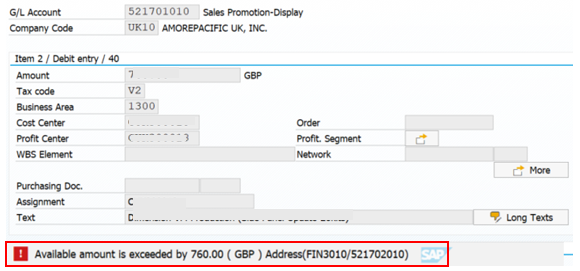 G/L Account 521701010 Sales Promotion-Display
Company Code UK10 AMOREPACIFIC UK, INC.
Item 2 / Debit entry / 40
Amount 7 GBP
Tax code V2
Business Area 1300
Cost Center Order
Profit Center Profit. Segment
WBS Element Network
More
Purchasing Doc.
Assignment C
Text Long Texts
Available amount is exceeded by 760.00 ( GBP ) Address(FIN3010/521702010) SAP